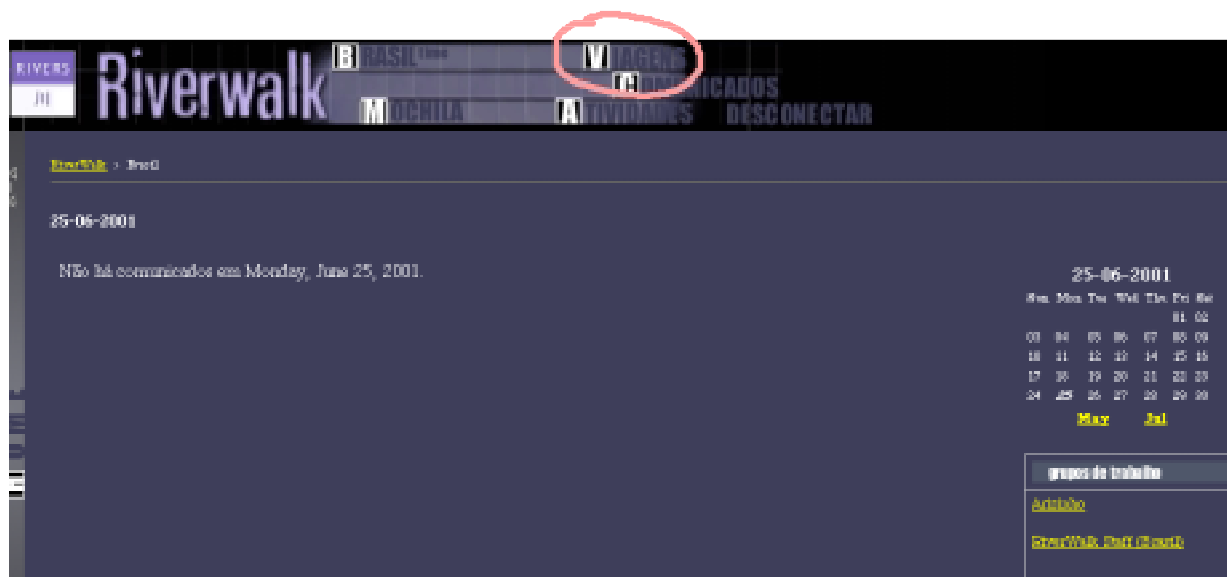 RIVERS
Riverwalk
BRASIL
VIAGENS
COMUNICADOS
MOCHILA
ATIVIDADES
DESCONECTAR
RiverWalk > Brazil
25-06-2001
Não há comunicados em Monday, June 25, 2001.
25-06-2001
Sun Mon Tue Wed Thu Fri Sat
01 02
03 04 05 06 07 08 09
10 11 12 13 14 15 16
17 18 19 20 21 22 23
24 25 26 27 28 29 30
May Jul
grupos de trabalho
RiverWalk Staff (Brazil)